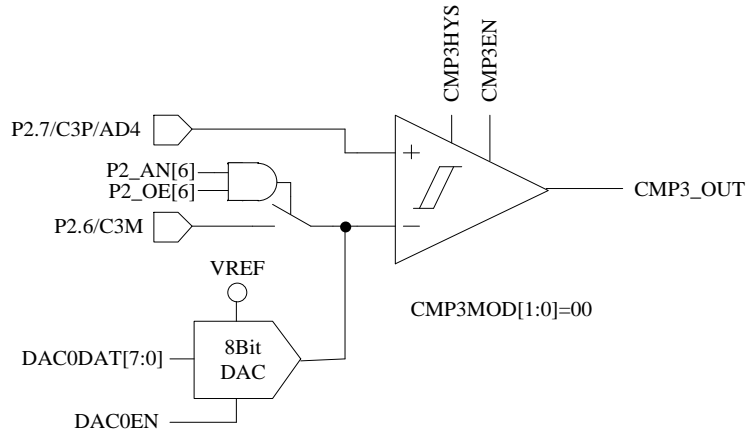 CMP3HYS
CMP3EN
P2.7/C3P/AD4
+
P2_AN[6]
P2_OE[6]
P2.6/C3M
−
CMP3_OUT
VREF
CMP3MOD[1:0]=00
8Bit
DAC
DAC0DAT[7:0]
DAC0EN